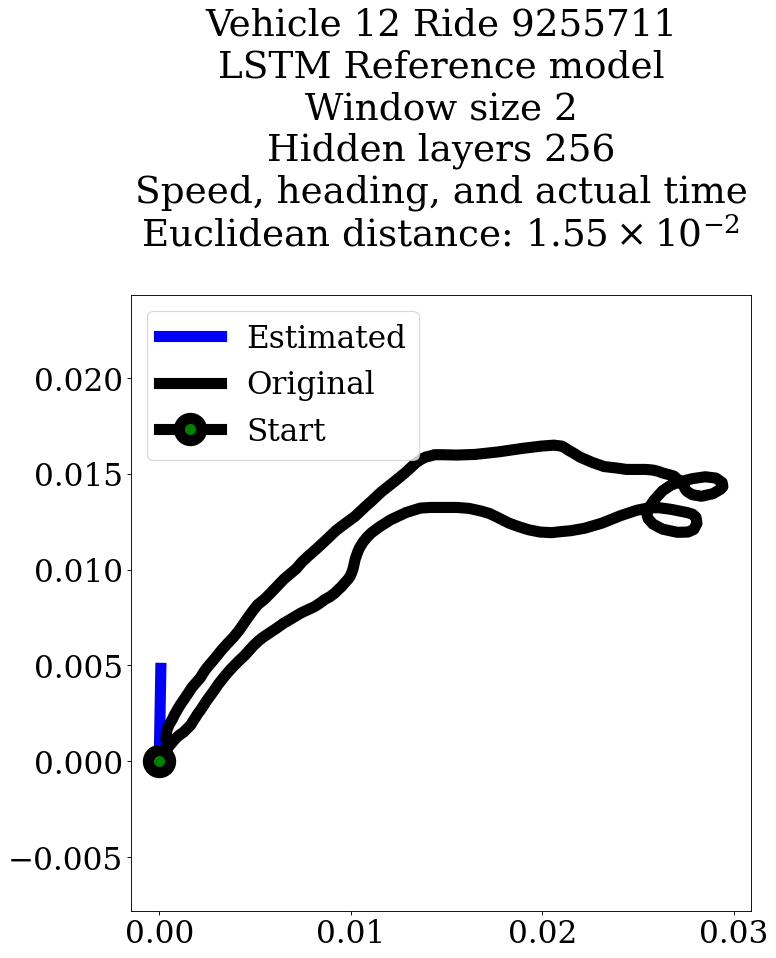 Vehicle 12 Ride 9255711
LSTM Reference model
Window size 2
Hidden layers 256
Speed, heading, and actual time
Euclidean distance: 1.55 × 10⁻²
Estimated
Original
Start
0.020
0.015
0.010
0.005
0.000
−0.005
0.00 0.01 0.02 0.03